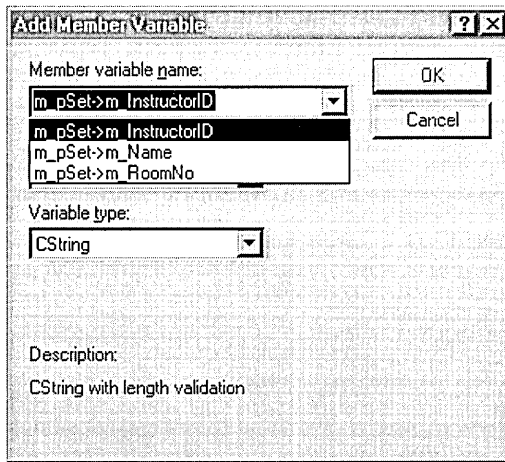 Add Member Variable
Member variable name:
OK
m_pSet->m_InstructorID
Cancel
m_pSet->m_InstructorID
m_pSet->m_Name
m_pSet->m_RoomNo
Variable type:
CString
Description:
CString with length validation